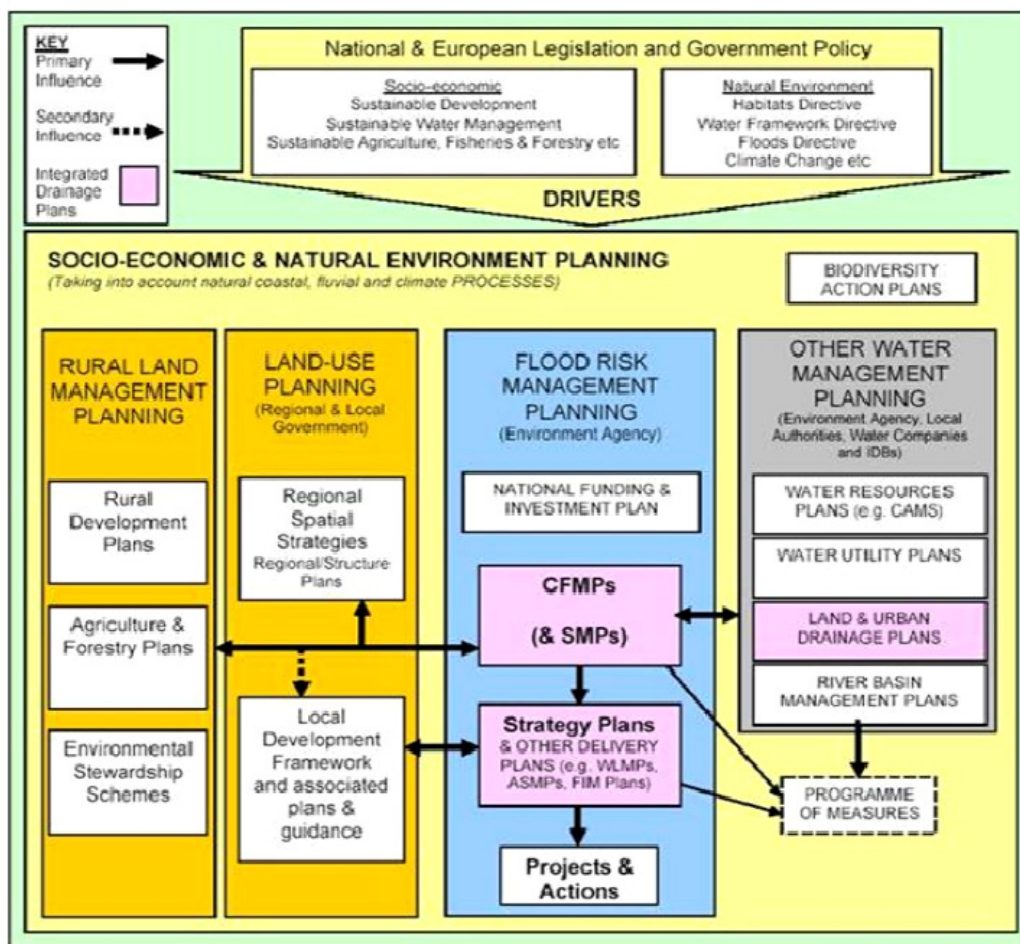 KEY
Primary
Influence
Secondary
Influence
Integrated
Drainage
Plans
National & European Legislation and Government Policy
Socio-economic
Sustainable Development
Sustainable Water Management
Sustainable Agriculture, Fisheries & Forestry etc
Natural Environment
Habitats Directive
Water Framework Directive
Floods Directive
Climate Change etc
DRIVERS
SOCIO-ECONOMIC & NATURAL ENVIRONMENT PLANNING
(Taking into account natural coastal, fluvial and climate PROCESSES)
BIODIVERSITY
ACTION PLANS
RURAL LAND
MANAGEMENT
PLANNING
Rural
Development
Plans
Agriculture &
Forestry Plans
Environmental
Stewardship
Schemes
LAND-USE
PLANNING
(Regional & Local
Government)
Regional
Spatial
Strategies
Regional/Structure
Plans
Local
Development
Framework
and associated
plans &
guidance
FLOOD RISK
MANAGEMENT
PLANNING
(Environment Agency)
NATIONAL FUNDING &
INVESTMENT PLAN
CFMPs
(& SMPs)
Strategy Plans
& OTHER DELIVERY
PLANS (e.g. WLMPs,
ASMPs, FIM Plans)
Projects &
Actions
OTHER WATER
MANAGEMENT
PLANNING
(Environment Agency, Local
Authorities, Water Companies
and IDBs)
WATER RESOURCES
PLANS (e.g. CAMS)
WATER UTILITY PLANS
LAND & URBAN
DRAINAGE PLANS
RIVER BASIN
MANAGEMENT PLANS
PROGRAMME
OF MEASURES